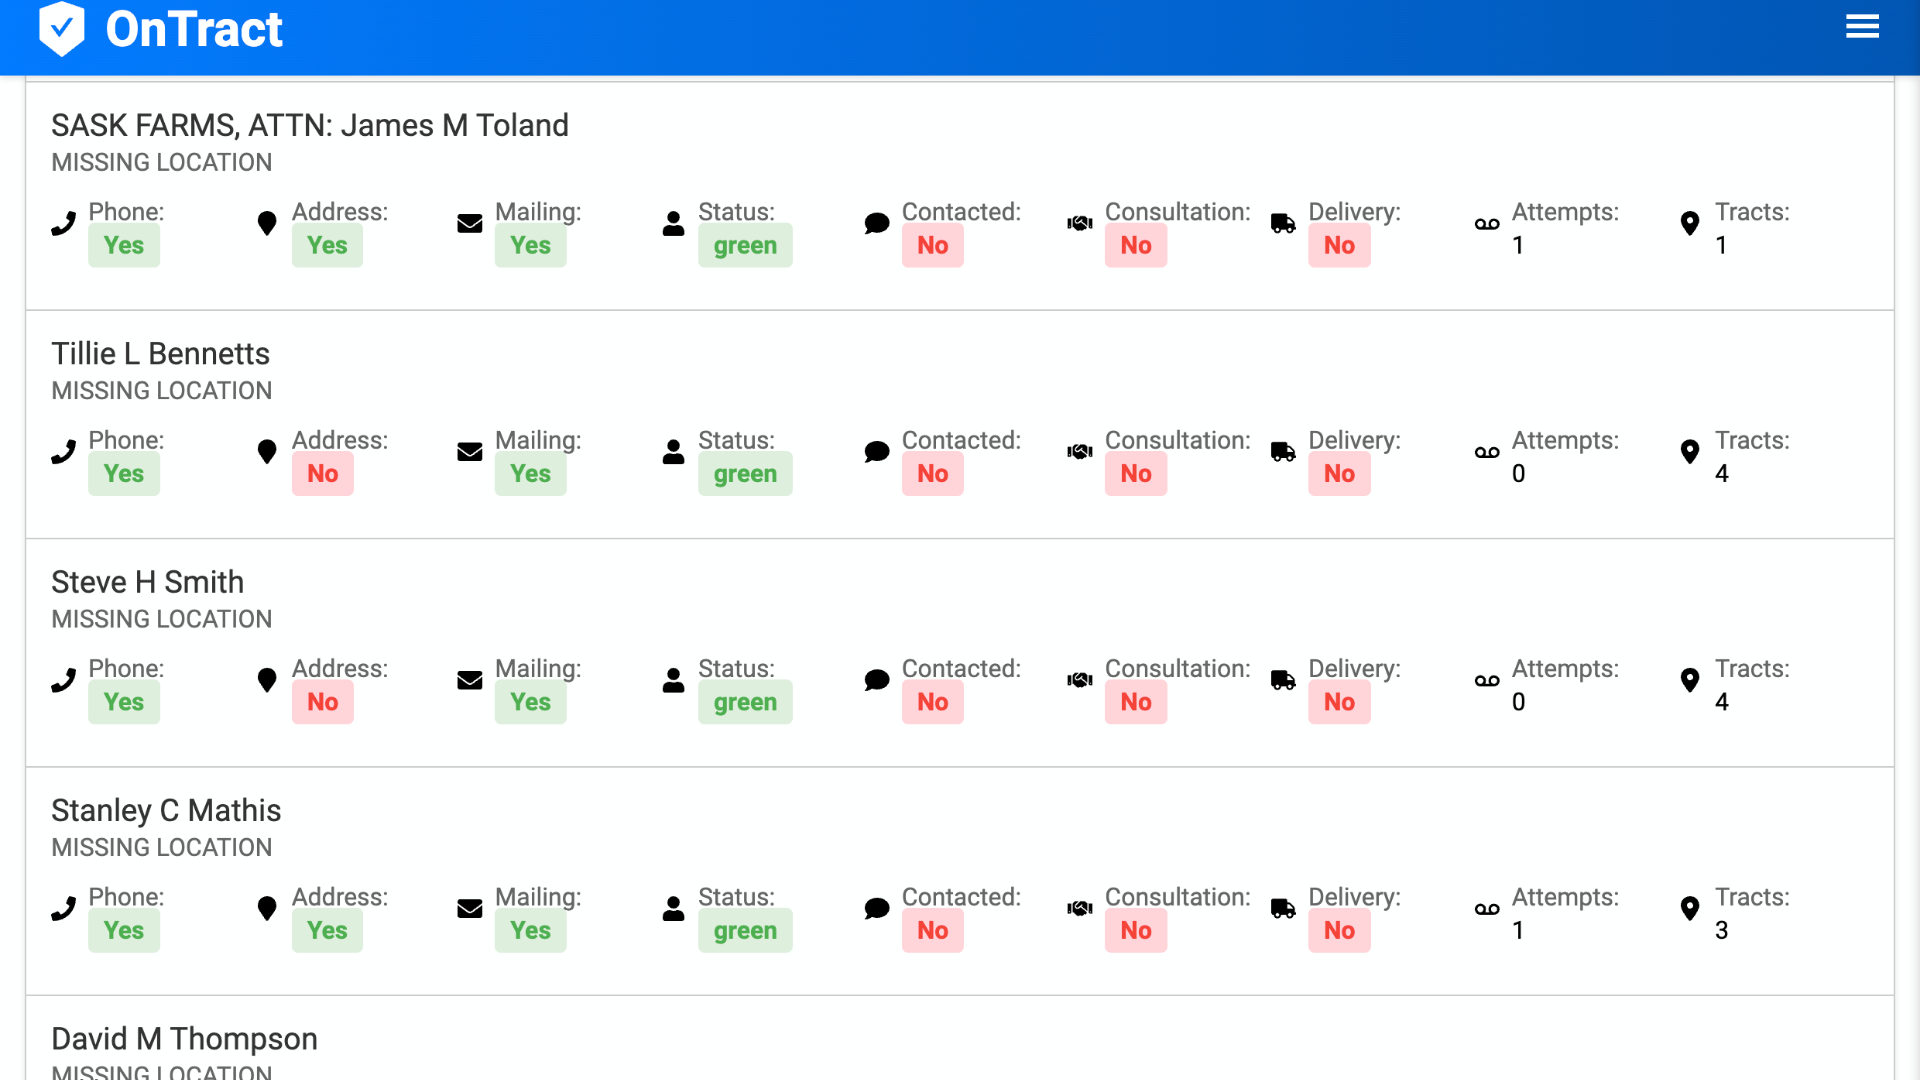 OnTract
SASK FARMS, ATTN: James M Toland
MISSING LOCATION
Phone: Address: Mailing: Status: Contacted: Consultation: Delivery: Attempts: Tracts:
Yes Yes Yes green No No No 1 1
Tillie L Bennetts
MISSING LOCATION
Phone: Address: Mailing: Status: Contacted: Consultation: Delivery: Attempts: Tracts:
Yes No Yes green No No No 0 4
Steve H Smith
MISSING LOCATION
Phone: Address: Mailing: Status: Contacted: Consultation: Delivery: Attempts: Tracts:
Yes No Yes green No No No 0 4
Stanley C Mathis
MISSING LOCATION
Phone: Address: Mailing: Status: Contacted: Consultation: Delivery: Attempts: Tracts:
Yes Yes Yes green No No No 1 3
David M Thompson
MISSING LOCATION